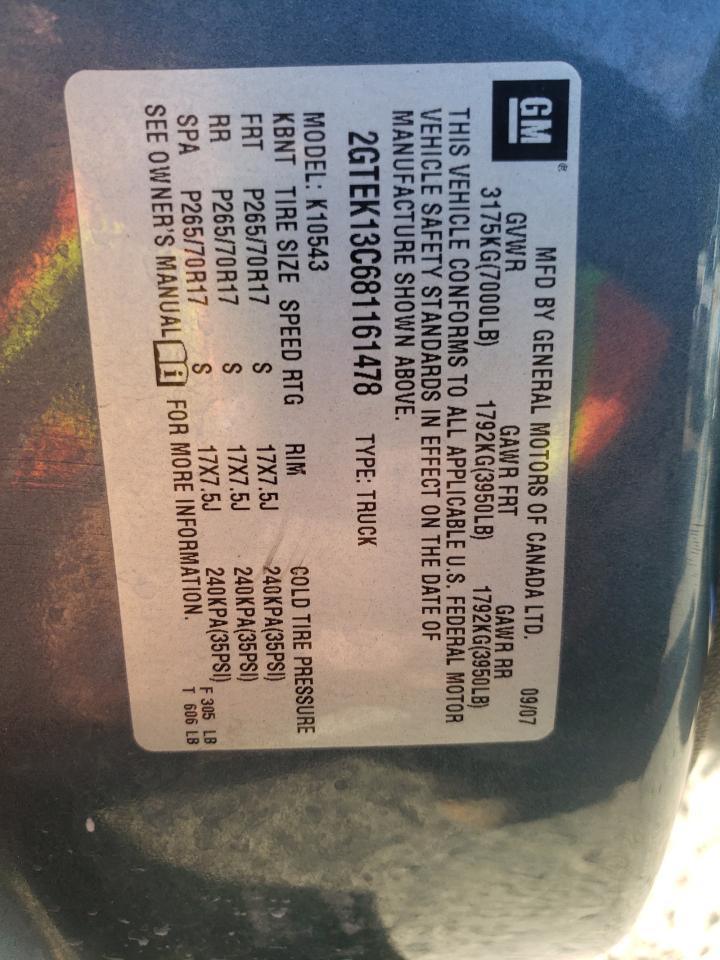 GM ®
MFD BY GENERAL MOTORS OF CANADA LTD. 09/07
GVWR GAWR FRT GAWR RR
3175KG(7000LB) 1792KG(3950LB) 1792KG(3950LB)
THIS VEHICLE CONFORMS TO ALL APPLICABLE U.S. FEDERAL MOTOR
VEHICLE SAFETY STANDARDS IN EFFECT ON THE DATE OF
MANUFACTURE SHOWN ABOVE.
2GTEK13C681161478 TYPE: TRUCK
MODEL: K10543
KBNT TIRE SIZE SPEED RTG RIM COLD TIRE PRESSURE
FRT P265/70R17 S 17X7.5J 240KPA(35PSI)
RR P265/70R17 S 17X7.5J 240KPA(35PSI)
SPA P265/70R17 S 17X7.5J 240KPA(35PSI) F 305 LB
SEE OWNER'S MANUAL i FOR MORE INFORMATION. T 606 LB